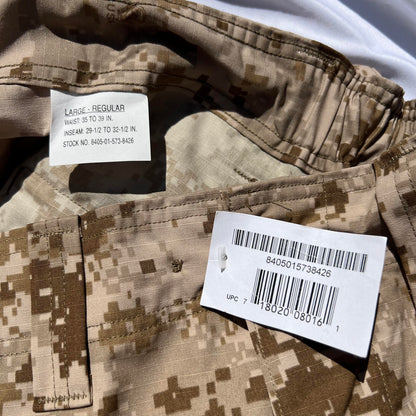 LARGE - REGULAR
WAIST: 35 TO 39 IN.
INSEAM: 29-1/2 TO 32-1/2 IN.
STOCK NO. 8405-01-573-8426
8405015738426
UPC 7 18020 08016 1